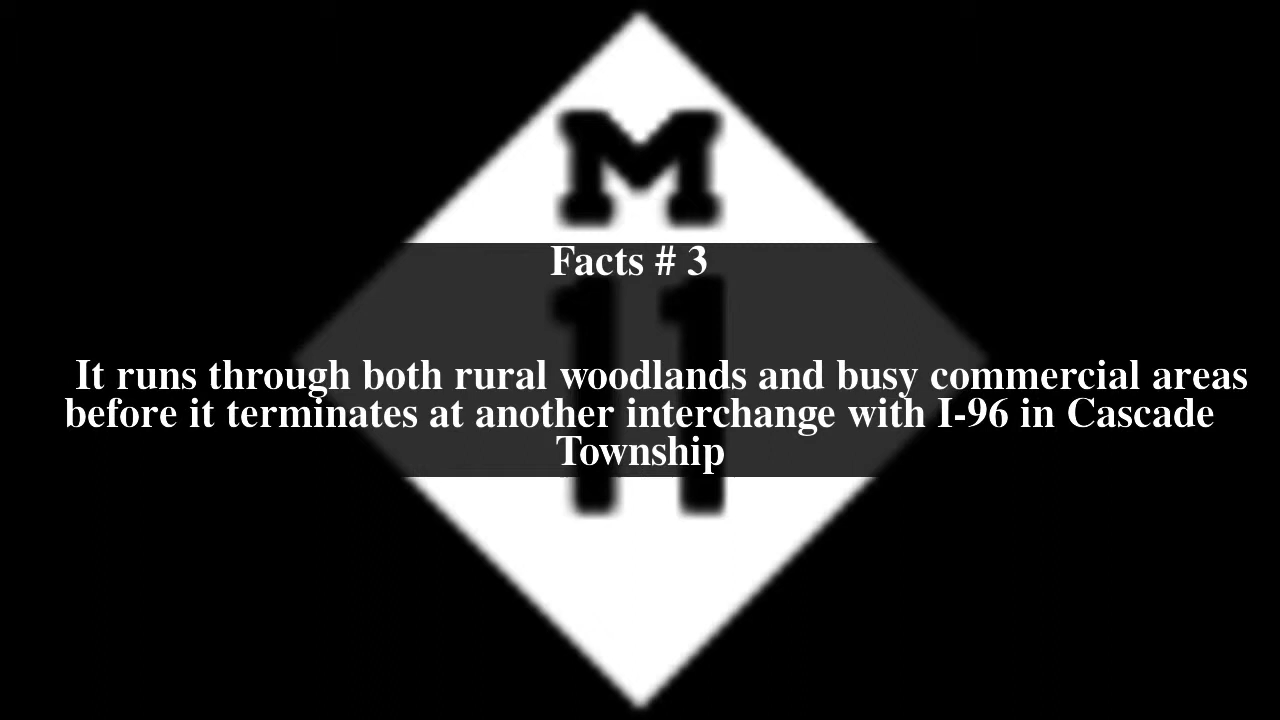 M
Facts # 3
11
It runs through both rural woodlands and busy commercial areas
before it terminates at another interchange with I-96 in Cascade
Township